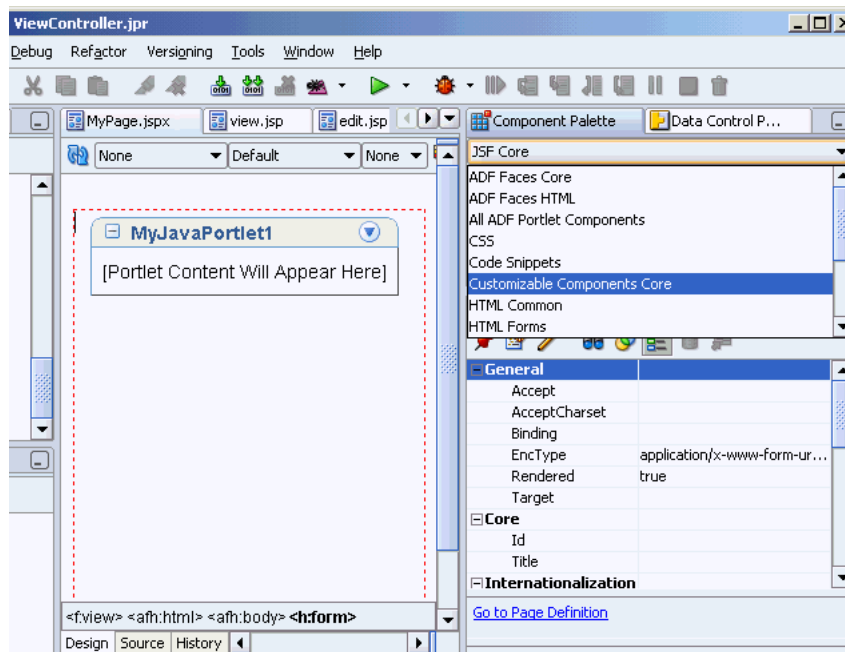 ViewController.jpr
Debug Refactor Versioning Tools Window Help
MyPage.jspx view.jsp edit.jsp
None Default None
MyJavaPortlet1
[Portlet Content Will Appear Here]
<f:view> <afh:html> <afh:body> <h:form>
Design Source History
Component Palette Data Control P...
JSF Core
ADF Faces Core
ADF Faces HTML
All ADF Portlet Components
CSS
Code Snippets
Customizable Components Core
HTML Common
HTML Forms
General
Accept
AcceptCharset
Binding
EncType application/x-www-form-ur...
Rendered true
Target
Core
Id
Title
Internationalization
Go to Page Definition